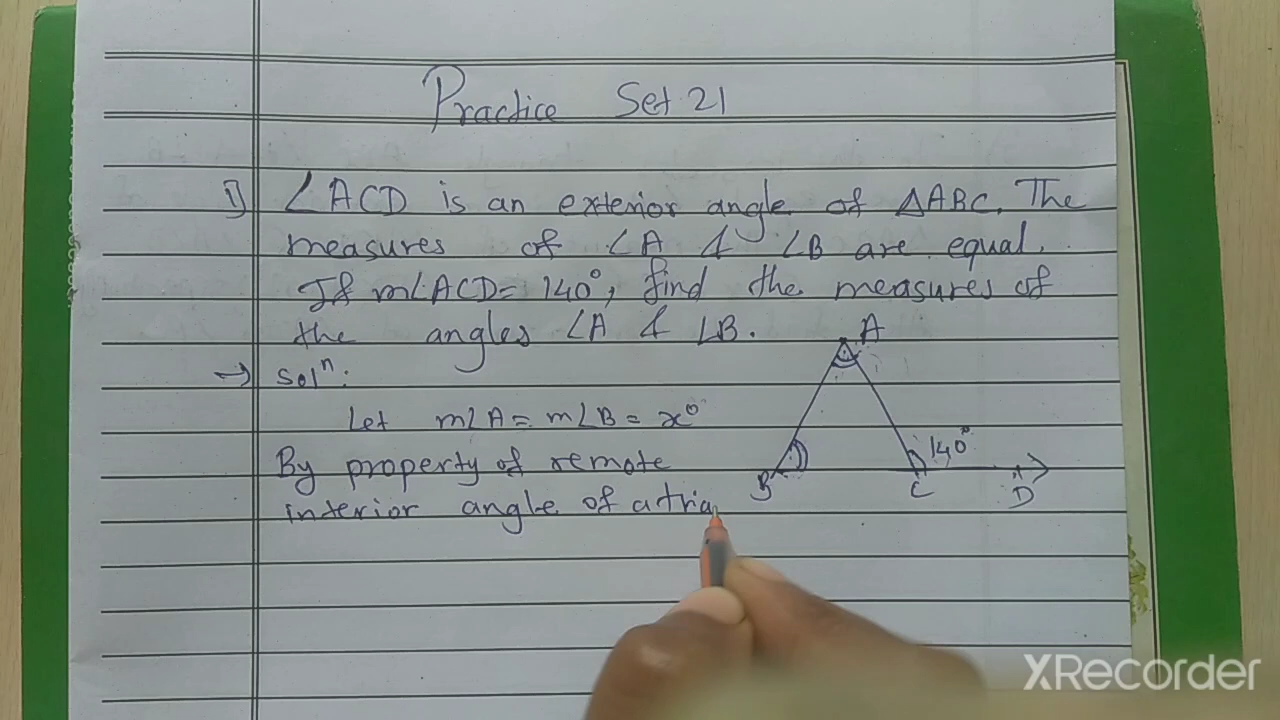 Practice Set 21
1) ∠ACD is an exterior angle of △ABC. The
measures of ∠A & ∠B are equal.
If m∠ACD = 140°, find the measures of
the angles ∠A & ∠B.
→ Solⁿ:
Let m∠A = m∠B = x°
By property of remote
interior angle of a tria
A
140°
B
C
D
XRecorder